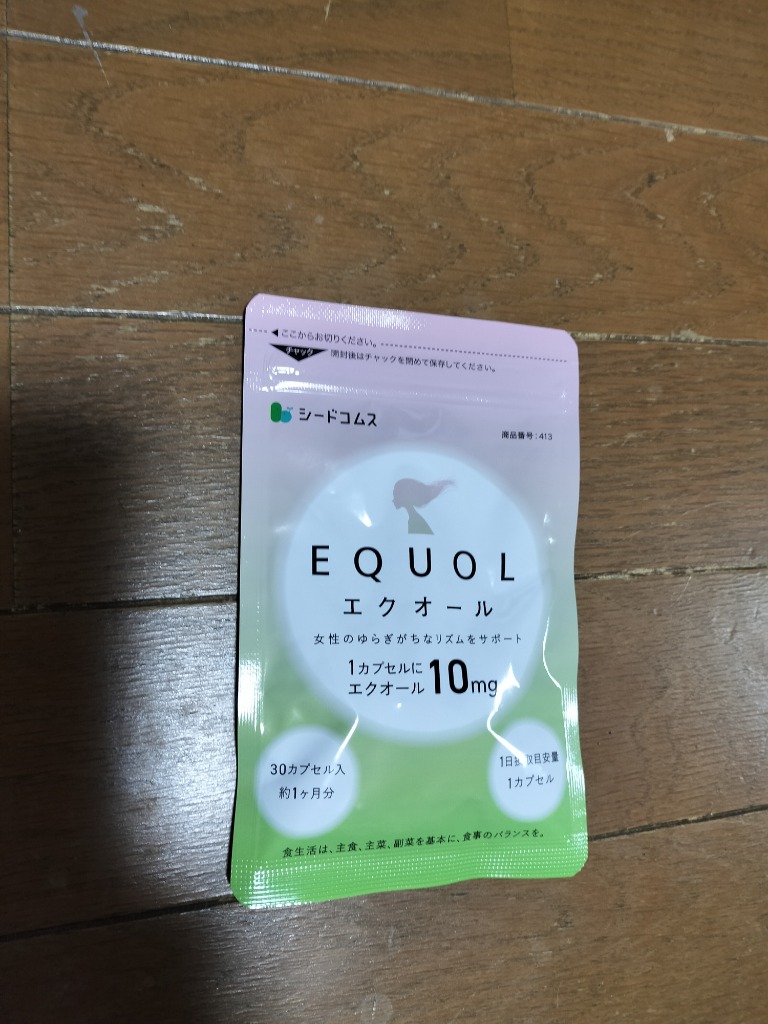 ここからお切りください。
チャック 開封後はチャックを閉めて保存してください。
シードコムス
商品番号:413
EQUOL
エクオール
女性のゆらぎがちなリズムをサポート
1カプセルに
エクオール10mg
30カプセル入
約1ヶ月分
1日摂取目安量
1カプセル
食生活は、主食、主菜、副菜を基本に、食事のバランスを。